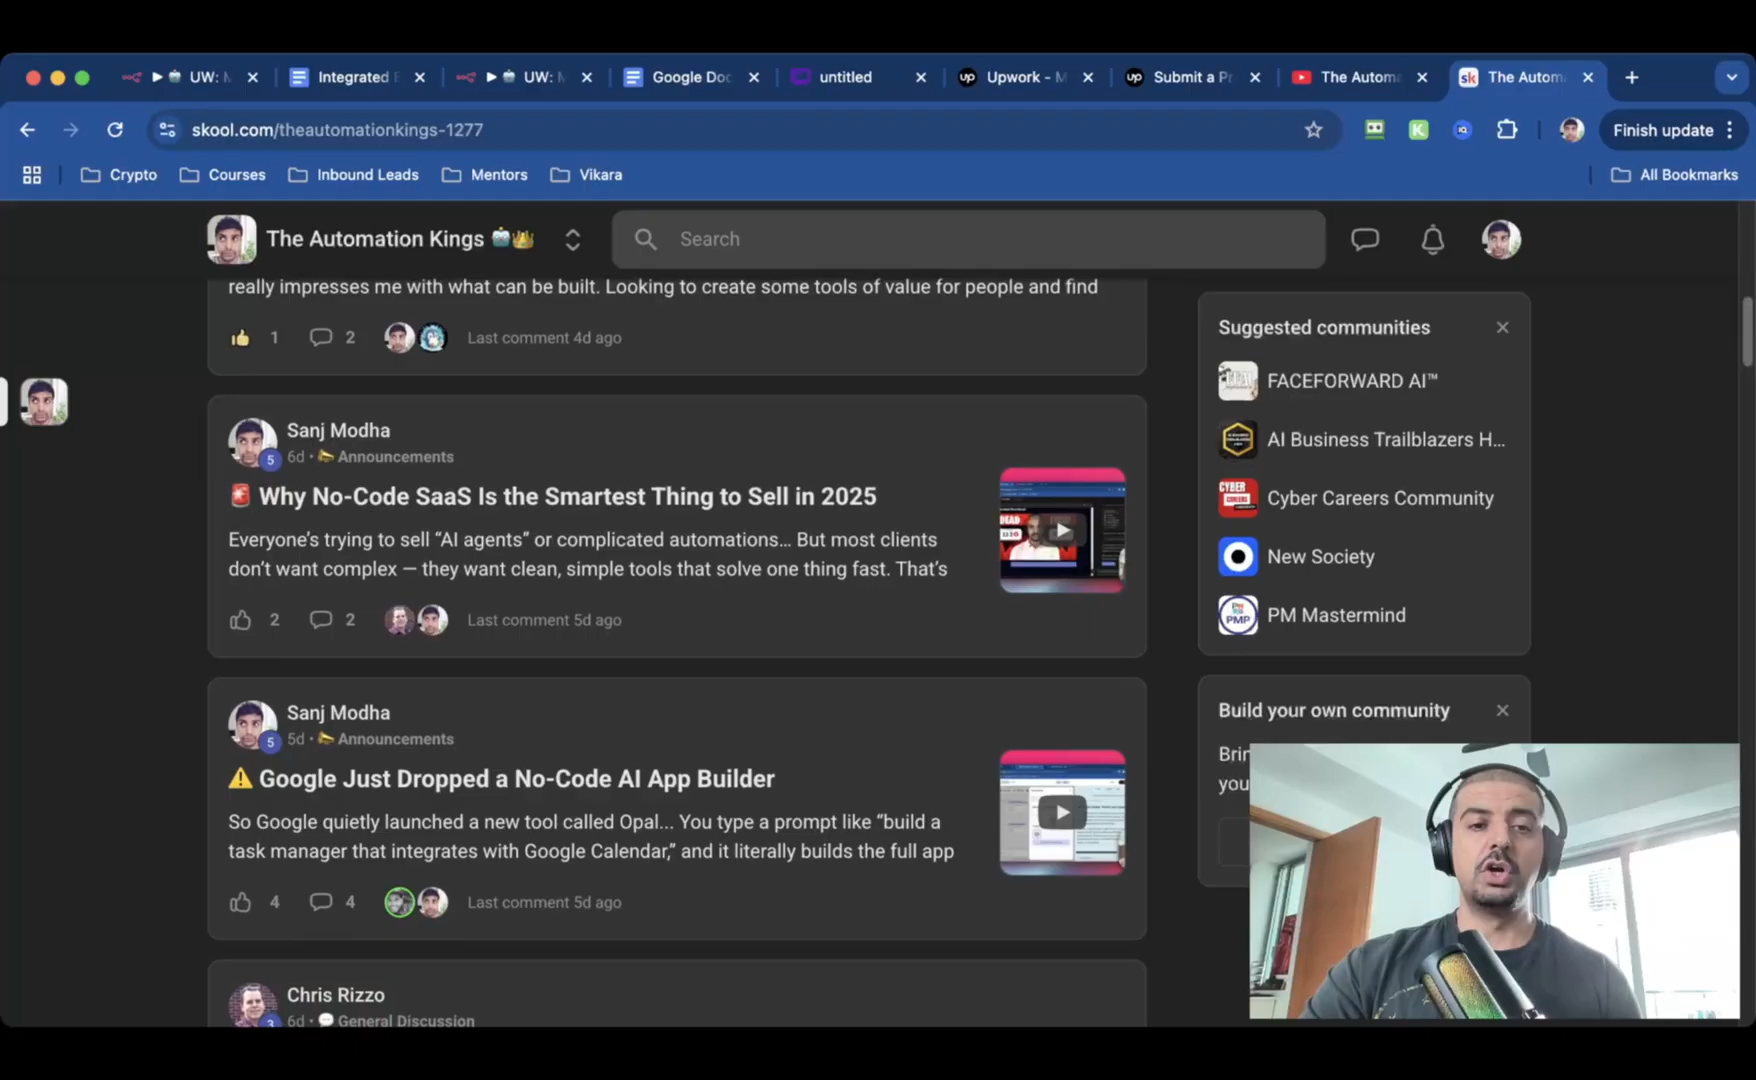 UW: M
Integrated E
UW: M
Google Doc
untitled
Upwork - M
Submit a Pr
The Autom
The Autom
skool.com/theautomationkings-1277
Finish update
Crypto
Courses
Inbound Leads
Mentors
Vikara
All Bookmarks
The Automation Kings
Search
really impresses me with what can be built. Looking to create some tools of value for people and find
1
2
Last comment 4d ago
Sanj Modha
5
6d • Announcements
Why No-Code SaaS Is the Smartest Thing to Sell in 2025
Everyone's trying to sell “AI agents” or complicated automations... But most clients
don't want complex — they want clean, simple tools that solve one thing fast. That's
2
2
Last comment 5d ago
Sanj Modha
5
5d • Announcements
Google Just Dropped a No-Code AI App Builder
So Google quietly launched a new tool called Opal... You type a prompt like “build a
task manager that integrates with Google Calendar,” and it literally builds the full app
4
4
Last comment 5d ago
Chris Rizzo
3
6d • General Discussion
Suggested communities
FACEFORWARD AI™
AI Business Trailblazers H...
CYBER
CAREERS
Cyber Careers Community
New Society
PMP
PM Mastermind
Build your own community
Brin
you